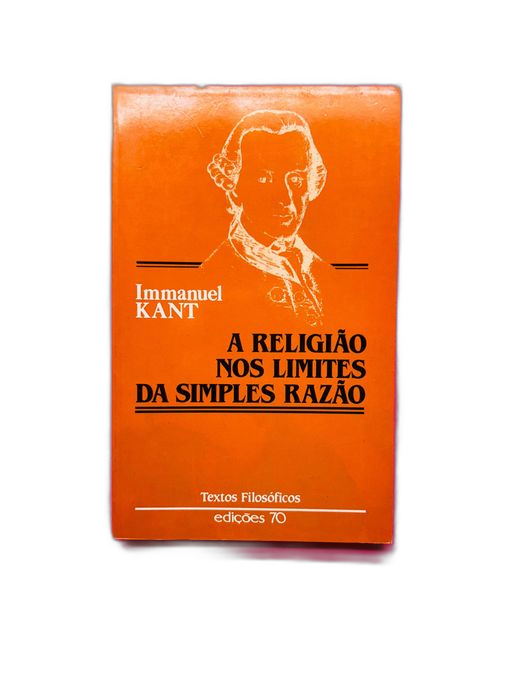 Immanuel
KANT
A RELIGIÃO
NOS LIMITES
DA SIMPLES RAZÃO
Textos Filosóficos
edições 70